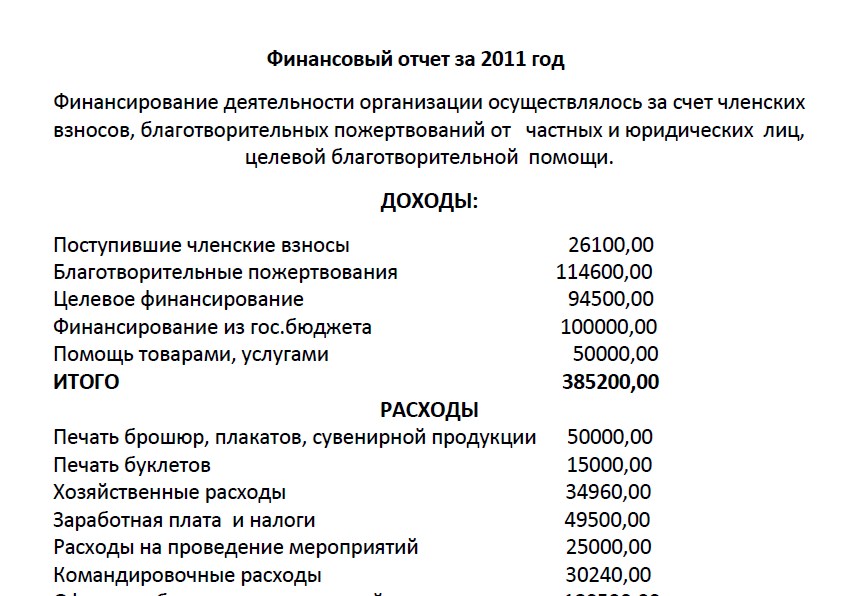 Финансовый отчет за 2011 год
Финансирование деятельности организации осуществлялось за счет членских
взносов, благотворительных пожертвований от частных и юридических лиц,
целевой благотворительной помощи.
ДОХОДЫ:
Поступившие членские взносы 26100,00
Благотворительные пожертвования 114600,00
Целевое финансирование 94500,00
Финансирование из гос.бюджета 100000,00
Помощь товарами, услугами 50000,00
ИТОГО 385200,00
РАСХОДЫ
Печать брошюр, плакатов, сувенирной продукции 50000,00
Печать буклетов 15000,00
Хозяйственные расходы 34960,00
Заработная плата и налоги 49500,00
Расходы на проведение мероприятий 25000,00
Командировочные расходы 30240,00